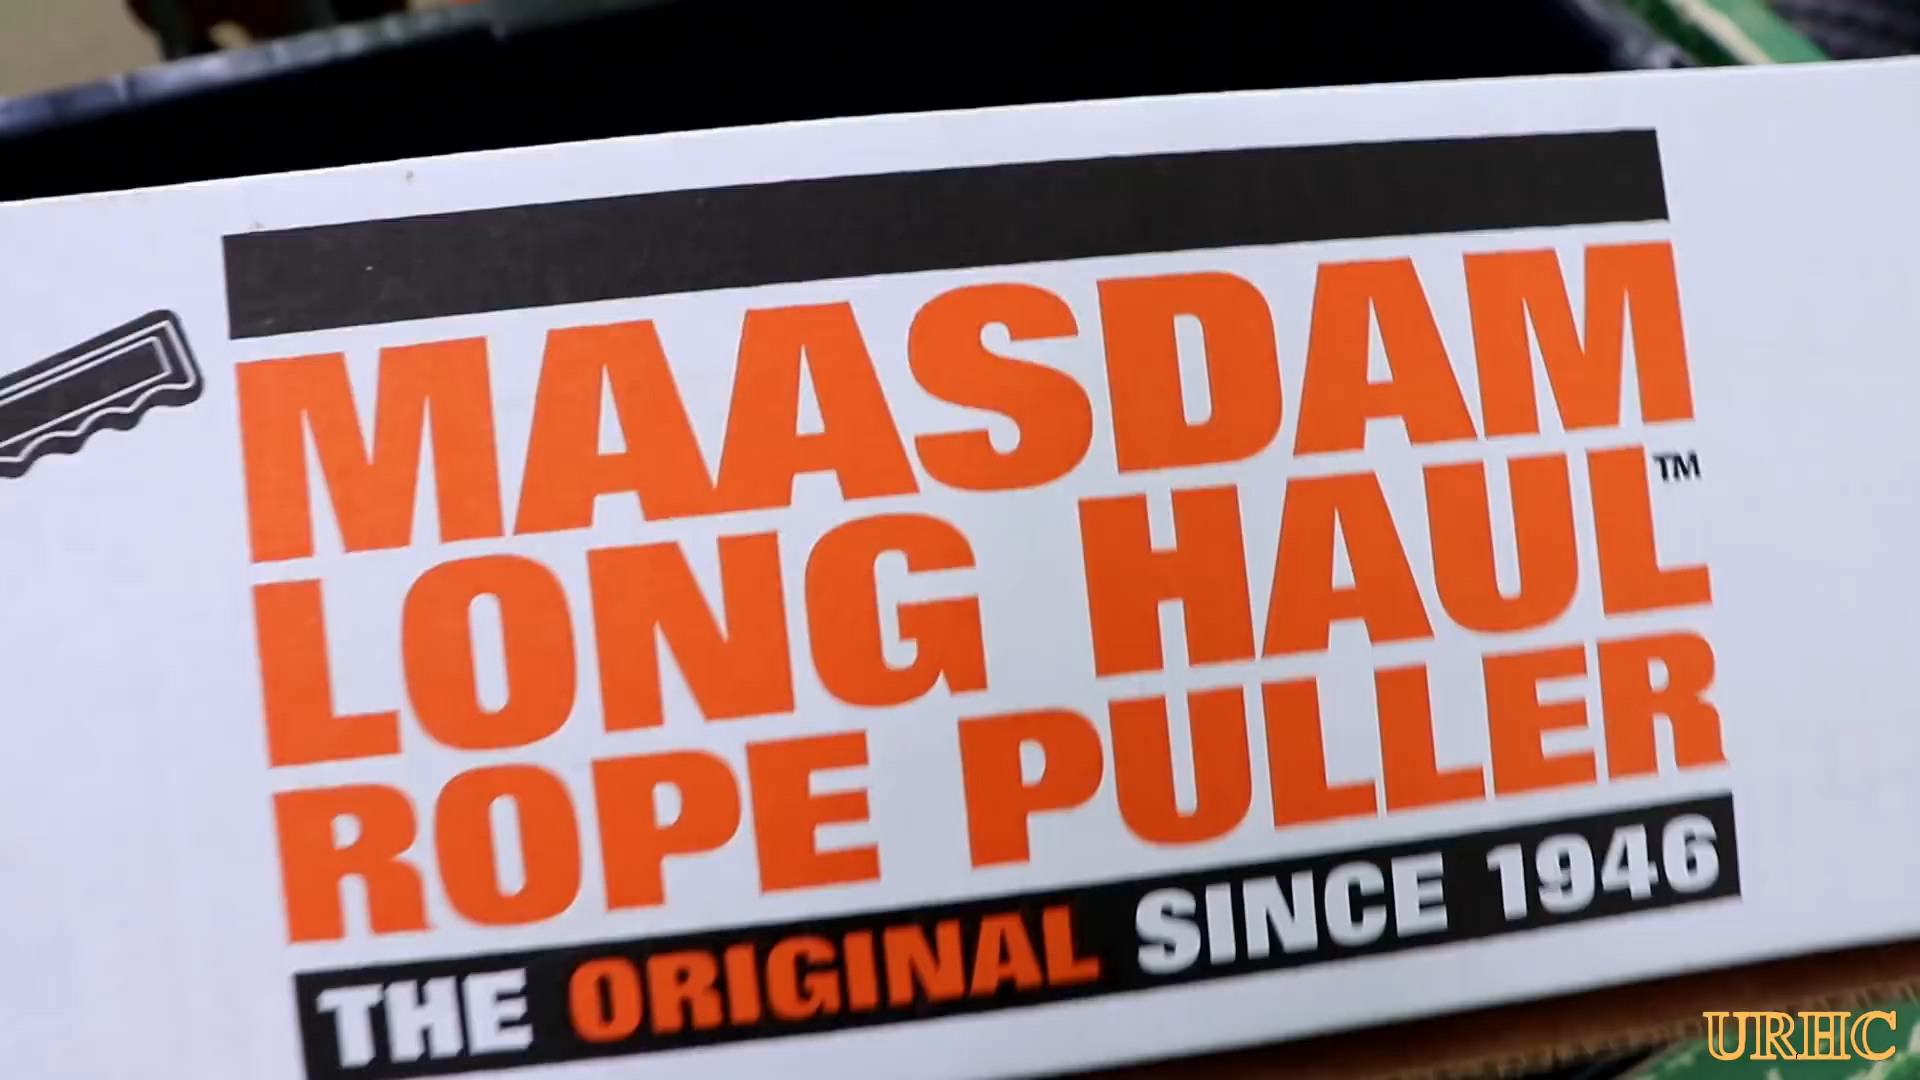 MAASDAM
LONG HAUL™
ROPE PULLER
THE ORIGINAL SINCE 1946
URHC